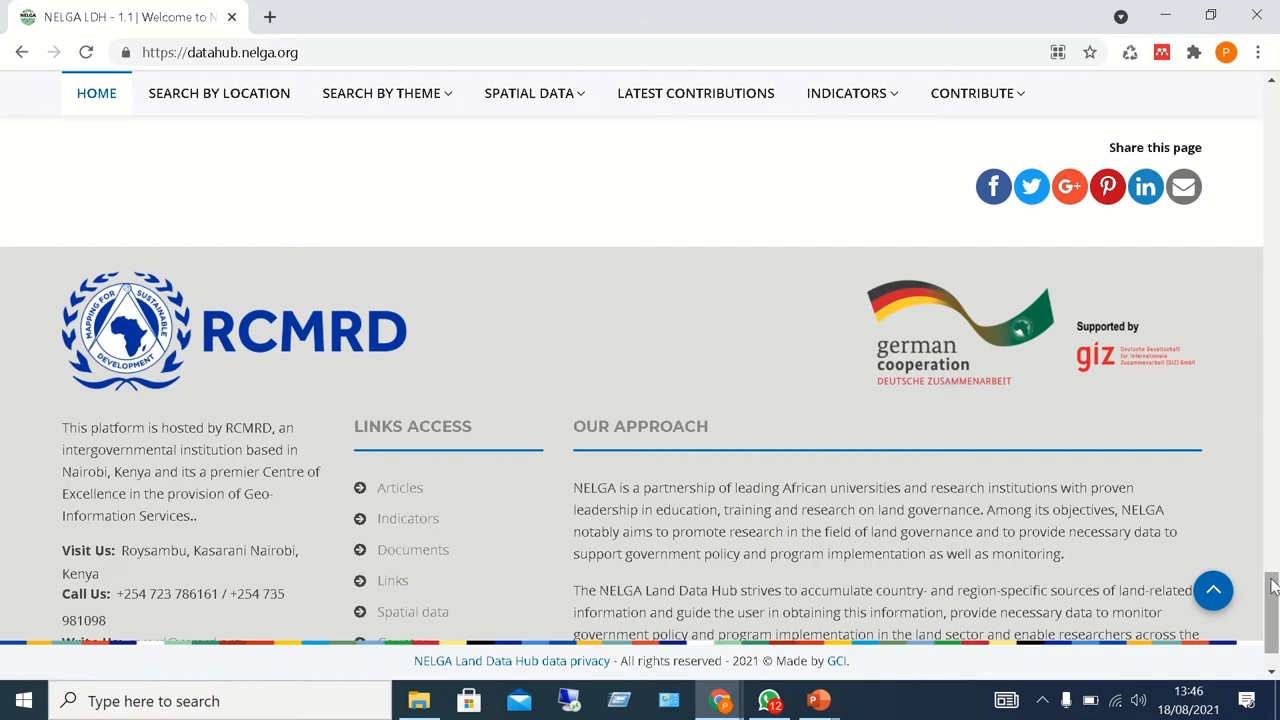 NELGA LDH - 1.1 | Welcome to N
https://datahub.nelga.org
P
HOME SEARCH BY LOCATION SEARCH BY THEME SPATIAL DATA LATEST CONTRIBUTIONS INDICATORS CONTRIBUTE
Share this page
MAPPING FOR SUSTAINABLE DEVELOPMENT
RCMRD
german
cooperation
DEUTSCHE ZUSAMMENARBEIT
Supported by
giz Deutsche Gesellschaft
für Internationale
Zusammenarbeit (GIZ) GmbH
This platform is hosted by RCMRD, an
intergovernmental institution based in
Nairobi, Kenya and its a premier Centre of
Excellence in the provision of Geo-
Information Services..
Visit Us: Roysambu, Kasarani Nairobi,
Kenya
Call Us: +254 723 786161 / +254 735
981098
LINKS ACCESS
Articles
Indicators
Documents
Links
Spatial data
OUR APPROACH
NELGA is a partnership of leading African universities and research institutions with proven
leadership in education, training and research on land governance. Among its objectives, NELGA
notably aims to promote research in the field of land governance and to provide necessary data to
support government policy and program implementation as well as monitoring.
The NELGA Land Data Hub strives to accumulate country- and region-specific sources of land-related
information and guide the user in obtaining this information, provide necessary data to monitor
government policy and program implementation in the land sector and enable researchers across the
NELGA Land Data Hub data privacy - All rights reserved - 2021 © Made by GCI.
Type here to search
12
13:46
18/08/2021